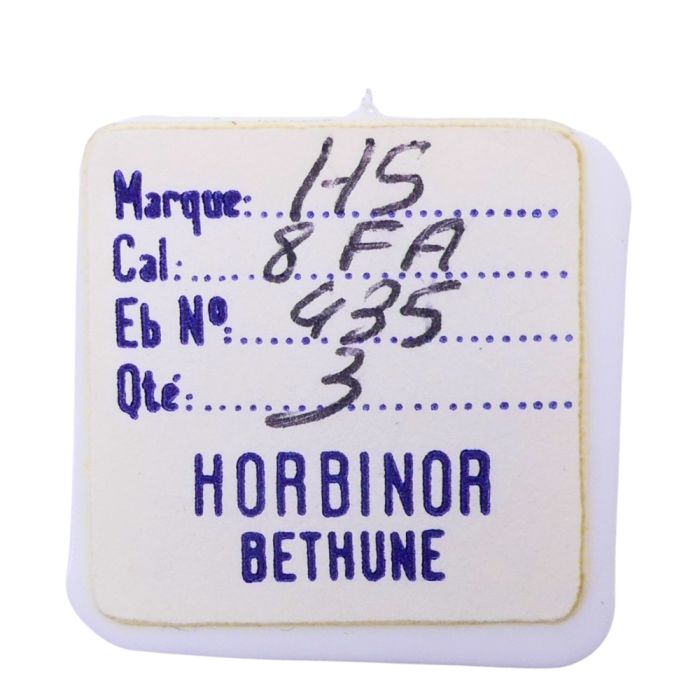 Marque: HS
Cal: 8 FA
Eb Nº: 435
Qté: 3
HORBINOR
BETHUNE